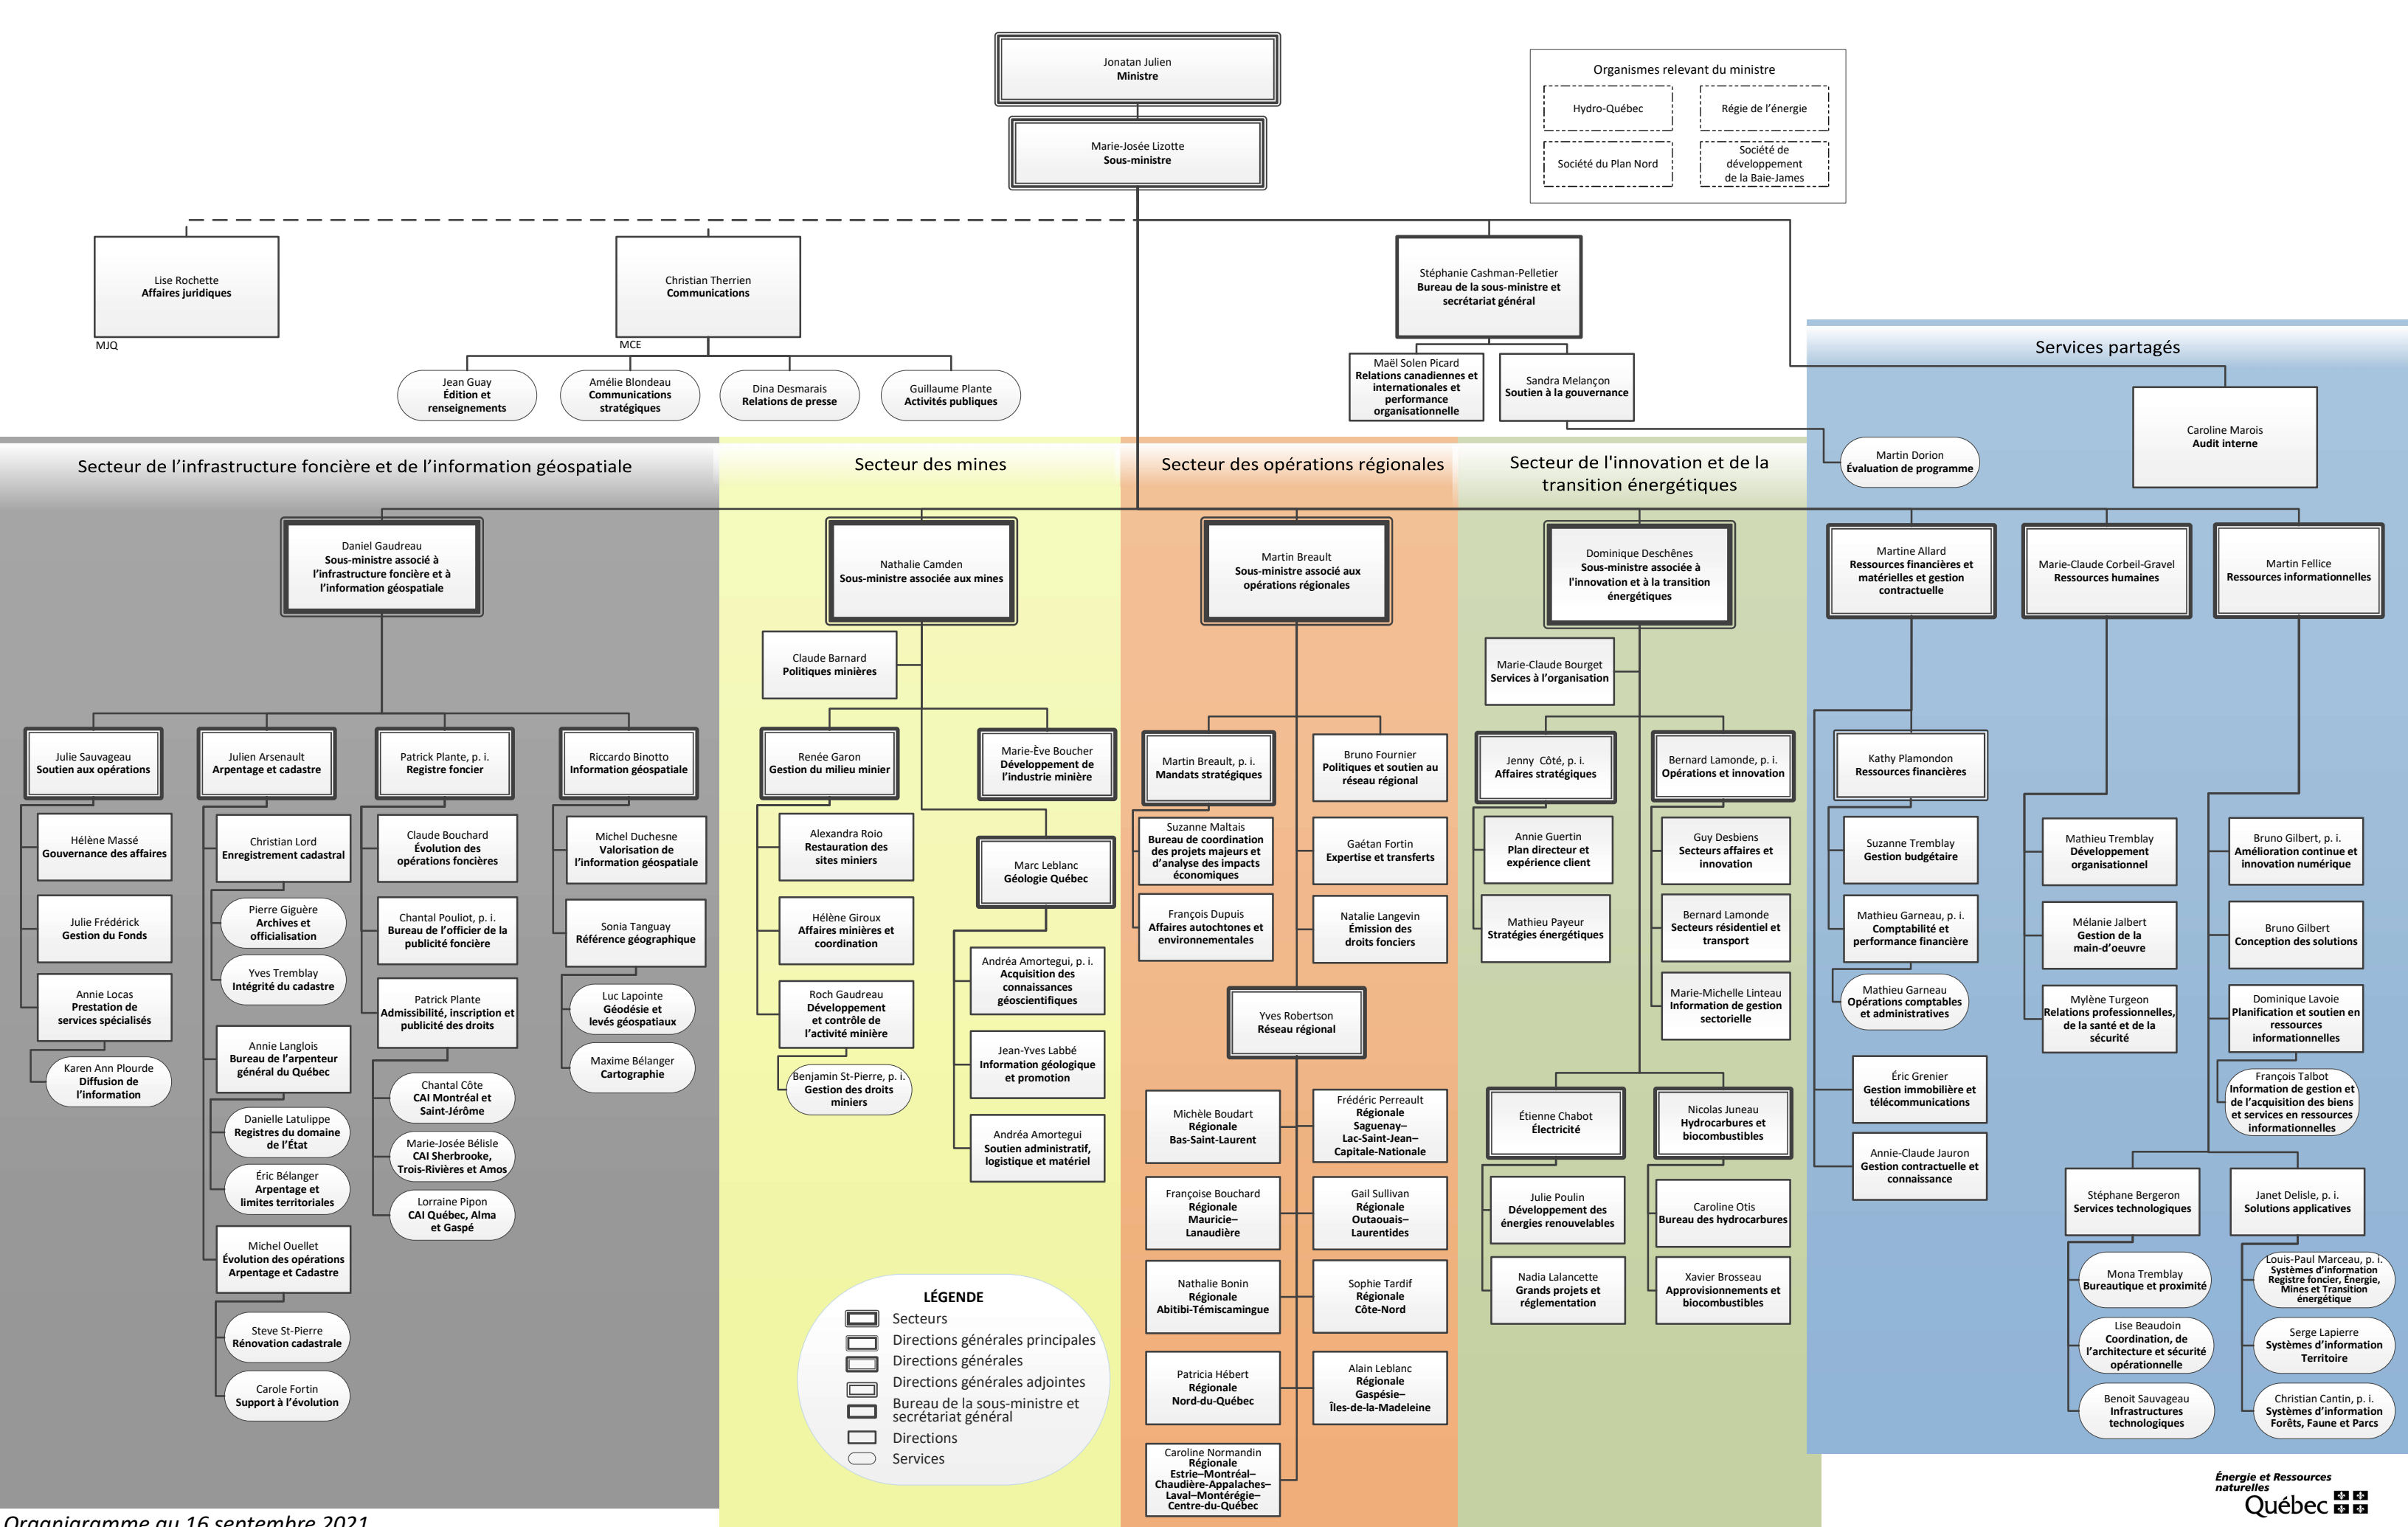 Jonatan Julien
Ministre
Marie-Josée Lizotte
Sous-ministre
Organismes relevant du ministre
Hydro-Québec
Régie de l’énergie
Société du Plan Nord
Société de
développement
de la Baie-James
Lise Rochette
Affaires juridiques
MJQ
Christian Therrien
Communications
MCE
Jean Guay
Édition et
renseignements
Amélie Blondeau
Communications
stratégiques
Dina Desmarais
Relations de presse
Guillaume Plante
Activités publiques
Stéphanie Cashman-Pelletier
Bureau de la sous-ministre et
secrétariat général
Maël Solen Picard
Relations canadiennes et
internationales et
performance
organisationnelle
Sandra Melançon
Soutien à la gouvernance
Services partagés
Caroline Marois
Audit interne
Martin Dorion
Évaluation de programme
Secteur de l’infrastructure foncière et de l’information géospatiale
Daniel Gaudreau
Sous-ministre associé à
l’infrastructure foncière et à
l’information géospatiale
Julie Sauvageau
Soutien aux opérations
Hélène Massé
Gouvernance des affaires
Julie Frédérick
Gestion du Fonds
Annie Locas
Prestation de
services spécialisés
Karen Ann Plourde
Diffusion de
l’information
Julien Arsenault
Arpentage et cadastre
Christian Lord
Enregistrement cadastral
Pierre Giguère
Archives et
officialisation
Yves Tremblay
Intégrité du cadastre
Annie Langlois
Bureau de l’arpenteur
général du Québec
Danielle Latulippe
Registres du domaine
de l’État
Éric Bélanger
Arpentage et
limites territoriales
Michel Ouellet
Évolution des opérations
Arpentage et Cadastre
Steve St-Pierre
Rénovation cadastrale
Carole Fortin
Support à l’évolution
Patrick Plante, p. i.
Registre foncier
Claude Bouchard
Évolution des
opérations foncières
Chantal Pouliot, p. i.
Bureau de l’officier de la
publicité foncière
Patrick Plante
Admissibilité, inscription et
publicité des droits
Chantal Côte
CAI Montréal et
Saint-Jérôme
Marie-Josée Bélisle
CAI Sherbrooke,
Trois-Rivières et Amos
Lorraine Pipon
CAI Québec, Alma
et Gaspé
Riccardo Binotto
Information géospatiale
Michel Duchesne
Valorisation de
l’information géospatiale
Sonia Tanguay
Référence géographique
Luc Lapointe
Géodésie et
levés géospatiaux
Maxime Bélanger
Cartographie
Secteur des mines
Nathalie Camden
Sous-ministre associée aux mines
Claude Barnard
Politiques minières
Renée Garon
Gestion du milieu minier
Alexandra Roio
Restauration des
sites miniers
Hélène Giroux
Affaires minières et
coordination
Roch Gaudreau
Développement
et contrôle de
l’activité minière
Benjamin St-Pierre, p. i.
Gestion des droits
miniers
Marie-Ève Boucher
Développement de
l’industrie minière
Marc Leblanc
Géologie Québec
Andréa Amortegui, p. i.
Acquisition des
connaissances
géoscientifiques
Jean-Yves Labbé
Information géologique
et promotion
Andréa Amortegui
Soutien administratif,
logistique et matériel
LÉGENDE
Secteurs
Directions générales principales
Directions générales
Directions générales adjointes
Bureau de la sous-ministre et
secrétariat général
Directions
Services
Secteur des opérations régionales
Martin Breault
Sous-ministre associé aux
opérations régionales
Martin Breault, p. i.
Mandats stratégiques
Suzanne Maltais
Bureau de coordination
des projets majeurs et
d’analyse des impacts
économiques
François Dupuis
Affaires autochtones et
environnementales
Bruno Fournier
Politiques et soutien au
réseau régional
Gaétan Fortin
Expertise et transferts
Natalie Langevin
Émission des
droits fonciers
Yves Robertson
Réseau régional
Michèle Boudart
Régionale
Bas-Saint-Laurent
Frédéric Perreault
Régionale
Saguenay–
Lac-Saint-Jean–
Capitale-Nationale
Françoise Bouchard
Régionale
Mauricie–
Lanaudière
Gail Sullivan
Régionale
Outaouais–
Laurentides
Nathalie Bonin
Régionale
Abitibi-Témiscamingue
Sophie Tardif
Régionale
Côte-Nord
Patricia Hébert
Régionale
Nord-du-Québec
Alain Leblanc
Régionale
Gaspésie–
Îles-de-la-Madeleine
Caroline Normandin
Régionale
Estrie–Montréal–
Chaudière-Appalaches–
Laval–Montérégie–
Centre-du-Québec
Secteur de l'innovation et de la
transition énergétiques
Dominique Deschênes
Sous-ministre associée à
l'innovation et à la transition
énergétiques
Marie-Claude Bourget
Services à l’organisation
Jenny Côté, p. i.
Affaires stratégiques
Annie Guertin
Plan directeur et
expérience client
Mathieu Payeur
Stratégies énergétiques
Bernard Lamonde, p. i.
Opérations et innovation
Guy Desbiens
Secteurs affaires et
innovation
Bernard Lamonde
Secteurs résidentiel et
transport
Marie-Michelle Linteau
Information de gestion
sectorielle
Étienne Chabot
Électricité
Julie Poulin
Développement des
énergies renouvelables
Nadia Lalancette
Grands projets et
réglementation
Nicolas Juneau
Hydrocarbures et
biocombustibles
Caroline Otis
Bureau des hydrocarbures
Xavier Brosseau
Approvisionnements et
biocombustibles
Martine Allard
Ressources financières et
matérielles et gestion
contractuelle
Kathy Plamondon
Ressources financières
Suzanne Tremblay
Gestion budgétaire
Mathieu Garneau, p. i.
Comptabilité et
performance financière
Mathieu Garneau
Opérations comptables
et administratives
Éric Grenier
Gestion immobilière et
télécommunications
Annie-Claude Jauron
Gestion contractuelle et
connaissance
Marie-Claude Corbeil-Gravel
Ressources humaines
Mathieu Tremblay
Développement
organisationnel
Mélanie Jalbert
Gestion de la
main-d’oeuvre
Mylène Turgeon
Relations professionnelles,
de la santé et de la
sécurité
Martin Fellice
Ressources informationnelles
Bruno Gilbert, p. i.
Amélioration continue et
innovation numérique
Bruno Gilbert
Conception des solutions
Dominique Lavoie
Planification et soutien en
ressources
informationnelles
François Talbot
Information de gestion et
de l’acquisition des biens
et services en ressources
informationnelles
Stéphane Bergeron
Services technologiques
Mona Tremblay
Bureautique et proximité
Lise Beaudoin
Coordination, de
l’architecture et sécurité
opérationnelle
Benoit Sauvageau
Infrastructures
technologiques
Janet Delisle, p. i.
Solutions applicatives
Louis-Paul Marceau, p. i.
Systèmes d’information
Registre foncier, Énergie,
Mines et Transition
énergétique
Serge Lapierre
Systèmes d’information
Territoire
Christian Cantin, p. i.
Systèmes d’information
Forêts, Faune et Parcs
Énergie et Ressources
naturelles
Québec
Organigramme au 16 septembre 2021